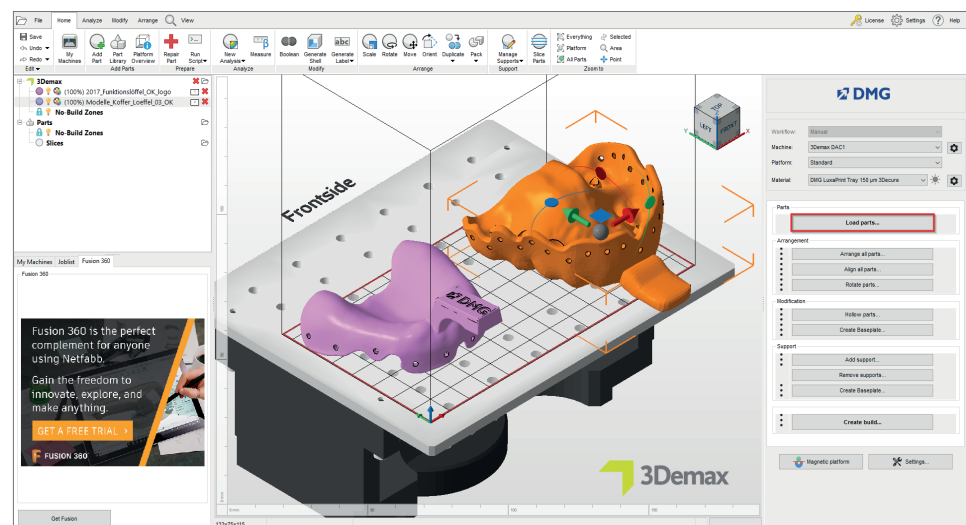 File Home Analyze Modify Arrange View License Settings Help
Save
Undo
Redo
Edit
My Machines
Add Part
Part Library
Platform Overview
Add Parts
Repair Part
Run Script
Prepare
New Analysis
Measure
Analyze
Boolean
Generate Shell
abc
Generate Label
Modify
Scale
Rotate
Move
Orient
Duplicate
Pack
Arrange
Manage Supports
Support
Slice Parts
Everything
Platform
All Parts
Selected
Area
Point
Zoom to
3Demax
(100%) 2017_Funktionslöffel_OK_logo
(100%) Modelle_Koffer_Loeffel_03_OK
No-Build Zones
Parts
No-Build Zones
Slices
My Machines Joblist Fusion 360
Fusion 360
Fusion 360 is the perfect
complement for anyone
using Netfabb.
Gain the freedom to
innovate, explore, and
make anything.
GET A FREE TRIAL >
FUSION 360
Get Fusion
Frontside
DMG
TOP
LEFT
FRONT
Y
X
3Demax
50
100
150
133x75x115
DMG
Workflow: Manual
Machine: 3Demax DAC1
Platform: Standard
Material: DMG LuxaPrint Tray 150 µm 3Decure
Parts
Load parts...
Arrangement
Arrange all parts...
Align all parts...
Rotate parts...
Modification
Hollow parts...
Create Baseplate...
Support
Add support...
Remove supports...
Create Baseplate...
Create build...
Magnetic platform
Settings...